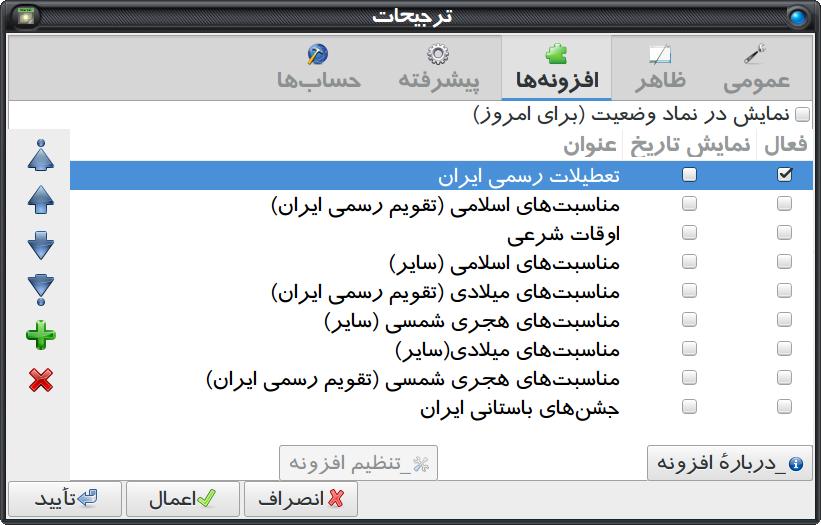 ترجیحات
عمومی ظاهر افزونه‌ها پیشرفته حساب‌ها
نمایش در نماد وضعیت (برای امروز)
فعال نمایش تاریخ عنوان
تعطیلات رسمی ایران
مناسبت‌های اسلامی (تقویم رسمی ایران)
اوقات شرعی
مناسبت‌های اسلامی (سایر)
مناسبت‌های میلادی (تقویم رسمی ایران)
مناسبت‌های هجری شمسی (سایر)
مناسبت‌های میلادی(سایر)
مناسبت‌های هجری شمسی (تقویم رسمی ایران)
جشن‌های باستانی ایران
_دربارهٔ افزونه _تنظیم افزونه
انصراف اعمال تأیید